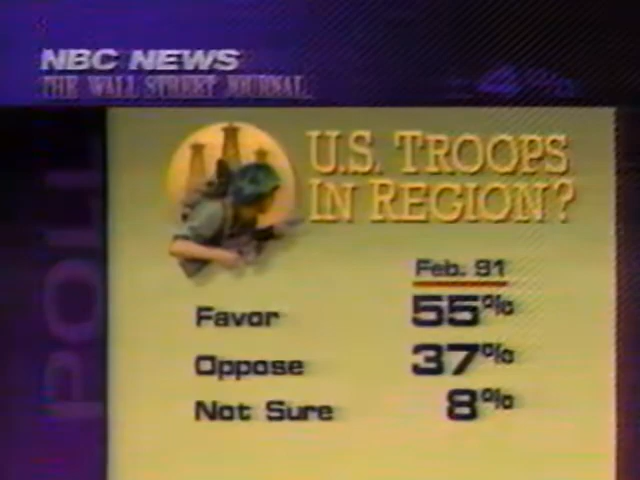 NBC NEWS
THE WALL STREET JOURNAL
POLL
U.S. TROOPS
IN REGION?
Feb. 91
Favor 55%
Oppose 37%
Not Sure 8%